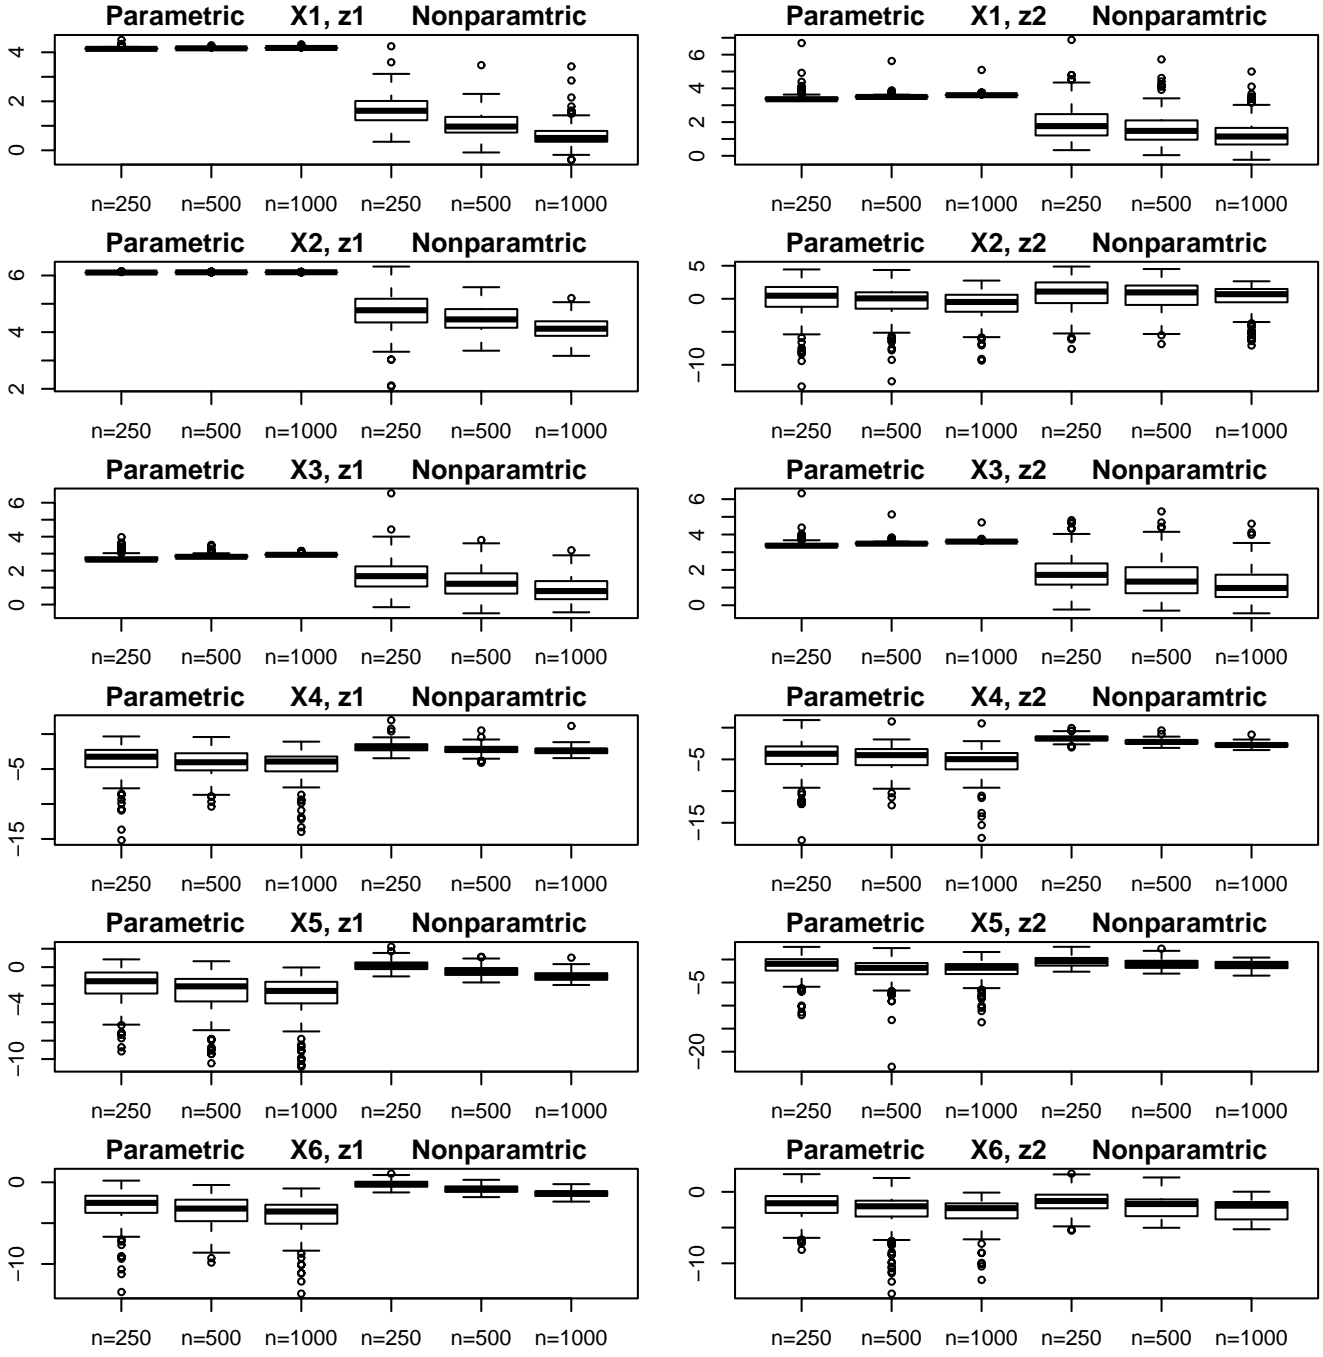 Parametric X1, z1 Nonparamtric
4
2
0
n=250 n=500 n=1000 n=250 n=500 n=1000
Parametric X1, z2 Nonparamtric
6
4
2
0
n=250 n=500 n=1000 n=250 n=500 n=1000
Parametric X2, z1 Nonparamtric
6
4
2
n=250 n=500 n=1000 n=250 n=500 n=1000
Parametric X2, z2 Nonparamtric
5
0
−10
n=250 n=500 n=1000 n=250 n=500 n=1000
Parametric X3, z1 Nonparamtric
6
4
2
0
n=250 n=500 n=1000 n=250 n=500 n=1000
Parametric X3, z2 Nonparamtric
6
4
2
0
n=250 n=500 n=1000 n=250 n=500 n=1000
Parametric X4, z1 Nonparamtric
−5
−15
n=250 n=500 n=1000 n=250 n=500 n=1000
Parametric X4, z2 Nonparamtric
−5
−15
n=250 n=500 n=1000 n=250 n=500 n=1000
Parametric X5, z1 Nonparamtric
0
−4
−10
n=250 n=500 n=1000 n=250 n=500 n=1000
Parametric X5, z2 Nonparamtric
−5
−20
n=250 n=500 n=1000 n=250 n=500 n=1000
Parametric X6, z1 Nonparamtric
0
−10
n=250 n=500 n=1000 n=250 n=500 n=1000
Parametric X6, z2 Nonparamtric
0
−10
n=250 n=500 n=1000 n=250 n=500 n=1000